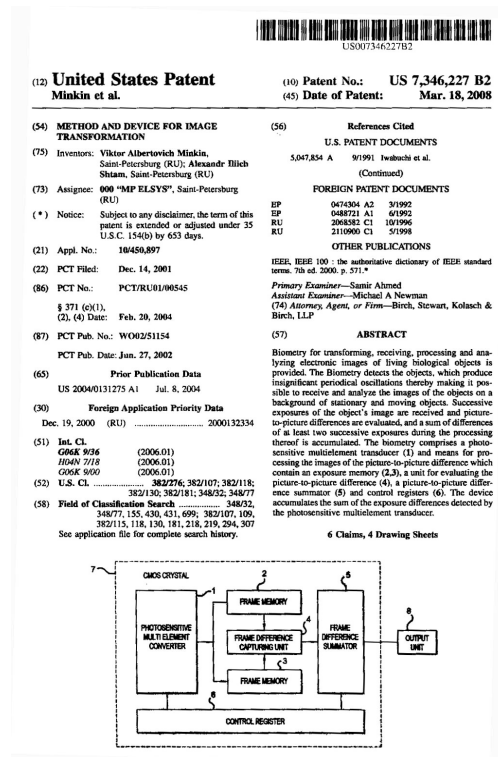 US007346227B2
(12) United States Patent
Minkin et al.
(10) Patent No.: US 7,346,227 B2
(45) Date of Patent: Mar. 18, 2008
(54) METHOD AND DEVICE FOR IMAGE
TRANSFORMATION
(75) Inventors: Viktor Albertovich Minkin,
Saint-Petersburg (RU); Alexandr Iliich
Shtam, Saint-Petersburg (RU)
(73) Assignee: 000 "MP ELSYS", Saint-Petersburg
(RU)
( * ) Notice: Subject to any disclaimer, the term of this
patent is extended or adjusted under 35
U.S.C. 154(b) by 653 days.
(21) Appl. No.: 10/450,897
(22) PCT Filed: Dec. 14, 2001
(86) PCT No.: PCT/RU01/00545
§ 371 (c)(1),
(2), (4) Date: Feb. 20, 2004
(87) PCT Pub. No.: WO02/51154
PCT Pub. Date: Jun. 27, 2002
(65) Prior Publication Data
US 2004/0131275 A1 Jul. 8, 2004
(30) Foreign Application Priority Data
Dec. 19, 2000 (RU) ............................ 2000132334
(51) Int. Cl.
G06K 9/36 (2006.01)
H04N 7/18 (2006.01)
G06K 9/00 (2006.01)
(52) U.S. Cl. .................... 382/276; 382/107; 382/118;
382/130; 382/181; 348/32; 348/77
(58) Field of Classification Search ................. 348/32,
348/77, 155, 430, 431, 699; 382/107, 109,
382/115, 118, 130, 181, 218, 219, 294, 307
See application file for complete search history.
(56) References Cited
U.S. PATENT DOCUMENTS
5,047,854 A 9/1991 Iwabuchi et al.
(Continued)
FOREIGN PATENT DOCUMENTS
EP 0474304 A2 3/1992
EP 0488721 A1 6/1992
RU 2068582 C1 10/1996
RU 2110900 C1 5/1998
OTHER PUBLICATIONS
IEEE, IEEE 100 : the authoritative dictionary of IEEE standard
terms. 7th ed. 2000. p. 571.*
Primary Examiner—Samir Ahmed
Assistant Examiner—Michael A Newman
(74) Attorney, Agent, or Firm—Birch, Stewart, Kolasch &
Birch, LLP
(57) ABSTRACT
Biometry for transforming, receiving, processing and ana-
lyzing electronic images of living biological objects is
provided. The Biometry detects the objects, which produce
insignificant periodical oscillations thereby making it pos-
sible to receive and analyze the images of the objects on a
background of stationary and moving objects. Successive
exposures of the object's image are received and picture-
to-picture differences are evaluated, and a sum of differences
of at least two successive exposures during the processing
thereof is accumulated. The biometry comprises a photo-
sensitive multielement transducer (1) and means for pro-
cessing the images of the picture-to-picture difference which
contain an exposure memory (2,3), a unit for evaluating the
picture-to-picture difference (4), a picture-to-picture differ-
ence summator (5) and control registers (6). The device
accumulates the sum of the exposure differences detected by
the photosensitive multielement transducer.
6 Claims, 4 Drawing Sheets
7
CMOS CRYSTAL
1
2
5
8
PHOTOSENSITIVE
MULTI ELEMENT
CONVERTER
FRAME MEMORY
4
FRAME DIFFERENCE
CAPTURING UNIT
3
FRAME MEMORY
FRAME
DIFFERENCE
SUMMATOR
OUTPUT
UNIT
6
CONTROL REGISTER